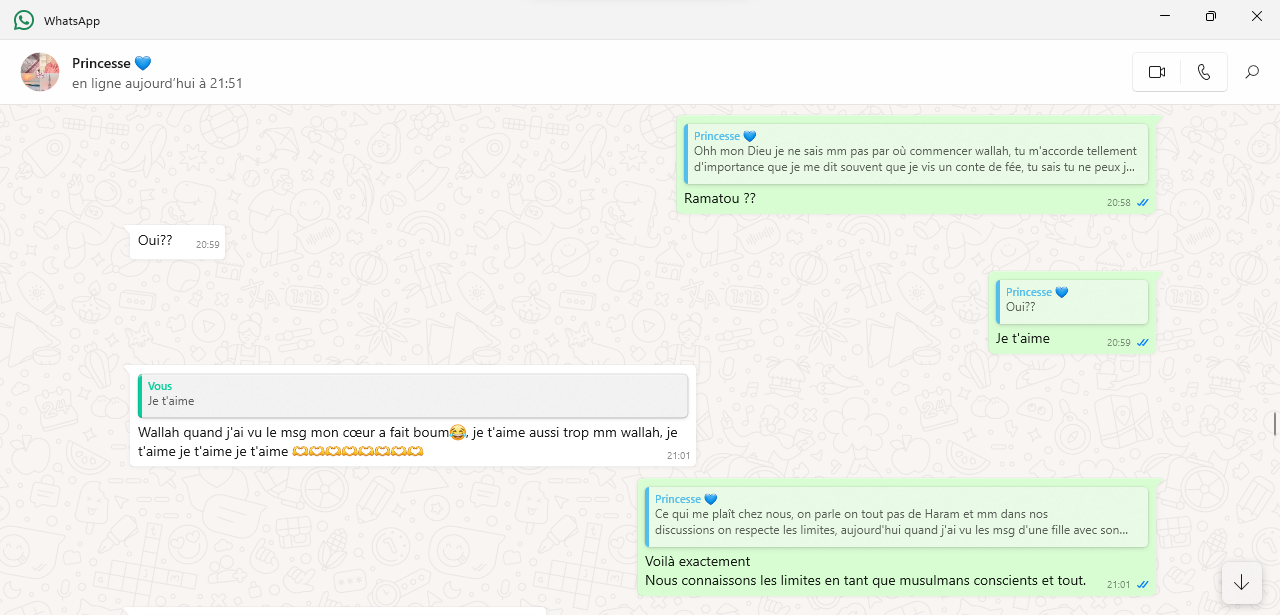 WhatsApp
Princesse 💙
en ligne aujourd'hui à 21:51
Princesse 💙
Ohh mon Dieu je ne sais mm pas par où commencer wallah, tu m'accorde tellement
d'importance que je me dit souvent que je vis un conte de fée, tu sais tu ne peux j...
Ramatou ??
20:58
Oui??
20:59
Princesse 💙
Oui??
Je t'aime
20:59
Vous
Je t'aime
Wallah quand j'ai vu le msg mon cœur a fait boum😂, je t'aime aussi trop mm wallah, je
t'aime je t'aime je t'aime 🫶🫶🫶🫶🫶🫶🫶🫶
21:01
Princesse 💙
Ce qui me plaît chez nous, on parle on tout pas de Haram et mm dans nos
discussions on respecte les limites, aujourd'hui quand j'ai vu les msg d'une fille avec son...
Voilà exactement
Nous connaissons les limites en tant que musulmans conscients et tout.
21:01